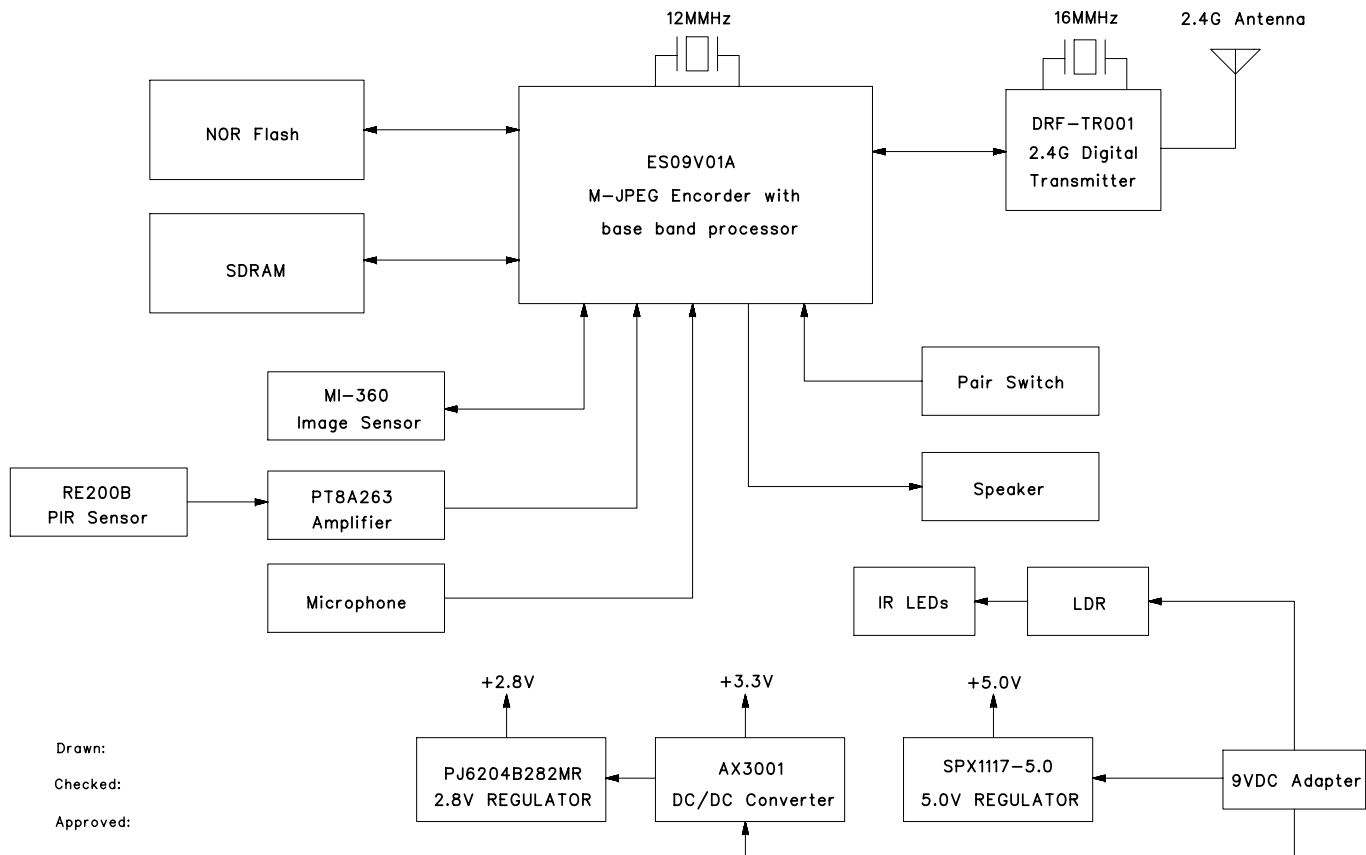 12MMHz
16MMHz
2.4G Antenna
NOR Flash
ES09V01A
M-JPEG Encorder with
base band processor
DRF-TR001
2.4G Digital
Transmitter
SDRAM
MI-360
Image Sensor
Pair Switch
RE200B
PIR Sensor
PT8A263
Amplifier
Speaker
Microphone
IR LEDs
LDR
+2.8V
+3.3V
+5.0V
Drawn:
Checked:
Approved:
PJ6204B282MR
2.8V REGULATOR
AX3001
DC/DC Converter
SPX1117-5.0
5.0V REGULATOR
9VDC Adapter